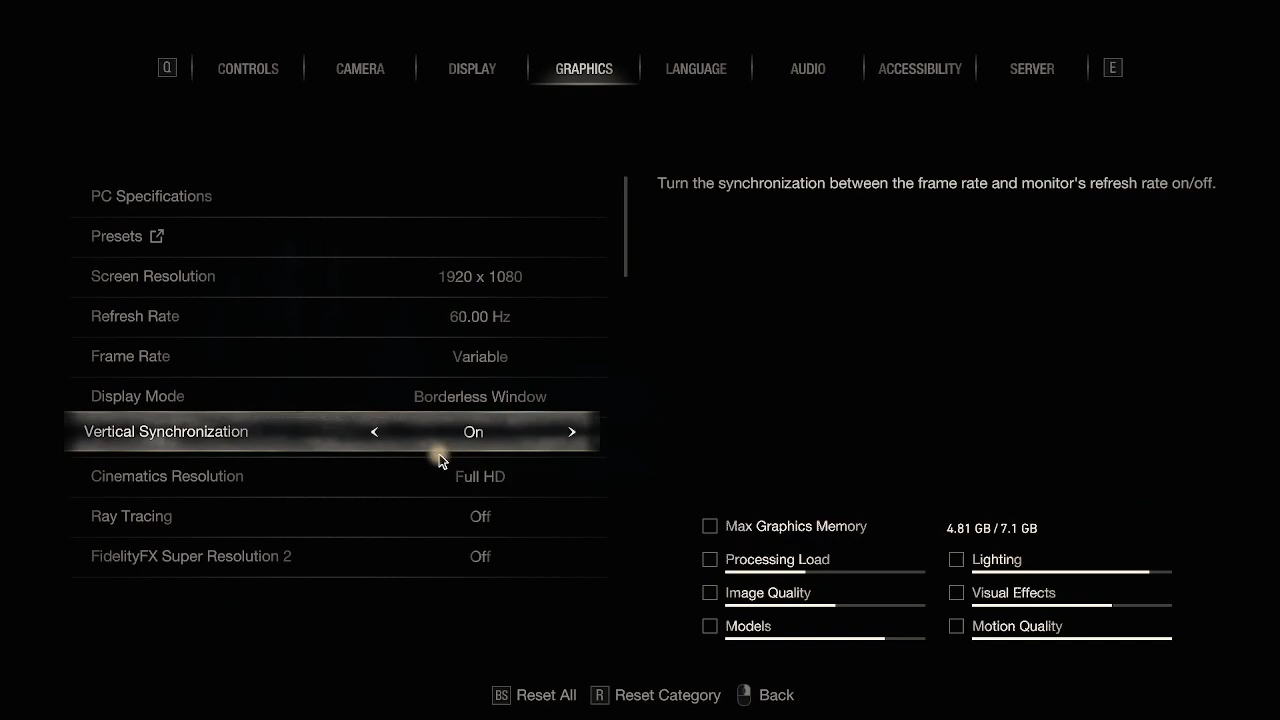 Q CONTROLS CAMERA DISPLAY GRAPHICS LANGUAGE AUDIO ACCESSIBILITY SERVER E
PC Specifications
Presets
Screen Resolution 1920 x 1080
Refresh Rate 60.00 Hz
Frame Rate Variable
Display Mode Borderless Window
Vertical Synchronization On
Cinematics Resolution Full HD
Ray Tracing Off
FidelityFX Super Resolution 2 Off
Turn the synchronization between the frame rate and monitor's refresh rate on/off.
Max Graphics Memory 4.81 GB / 7.1 GB
Processing Load Lighting
Image Quality Visual Effects
Models Motion Quality
BS Reset All R Reset Category Back